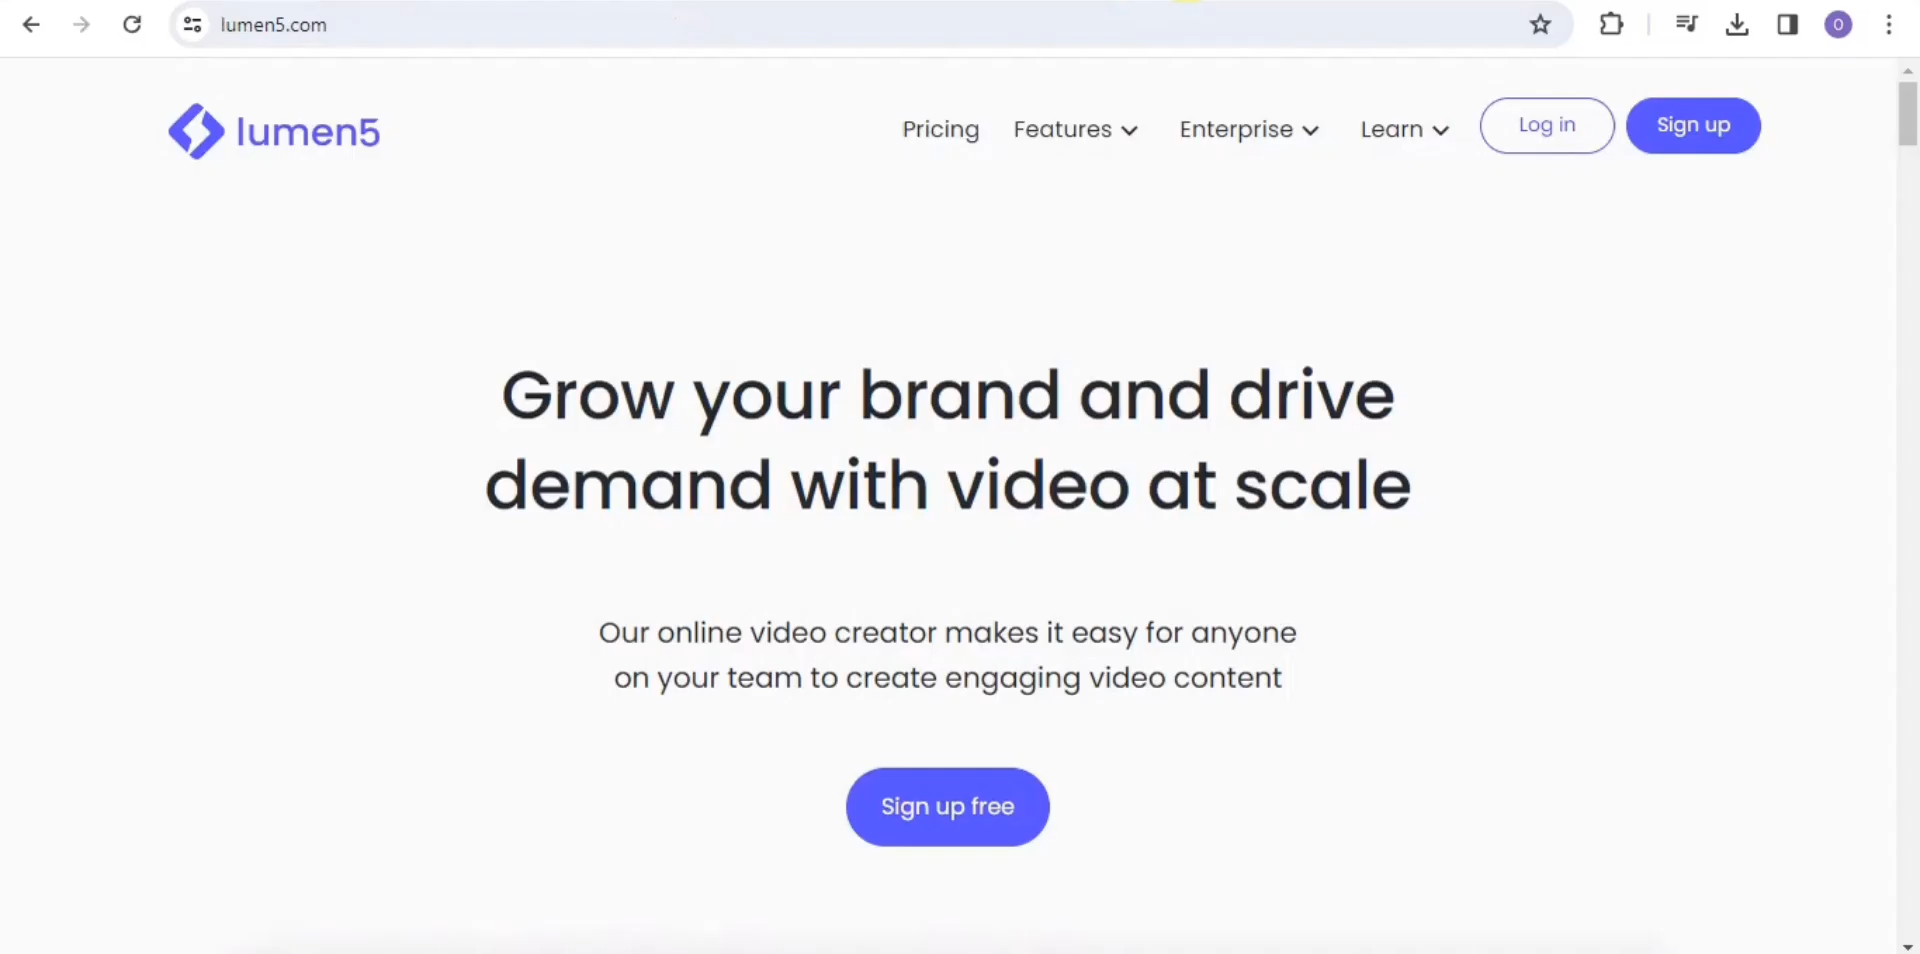 lumen5.com
O
lumen5
Pricing
Features
Enterprise
Learn
Log in
Sign up
Grow your brand and drive
demand with video at scale
Our online video creator makes it easy for anyone
on your team to create engaging video content
Sign up free